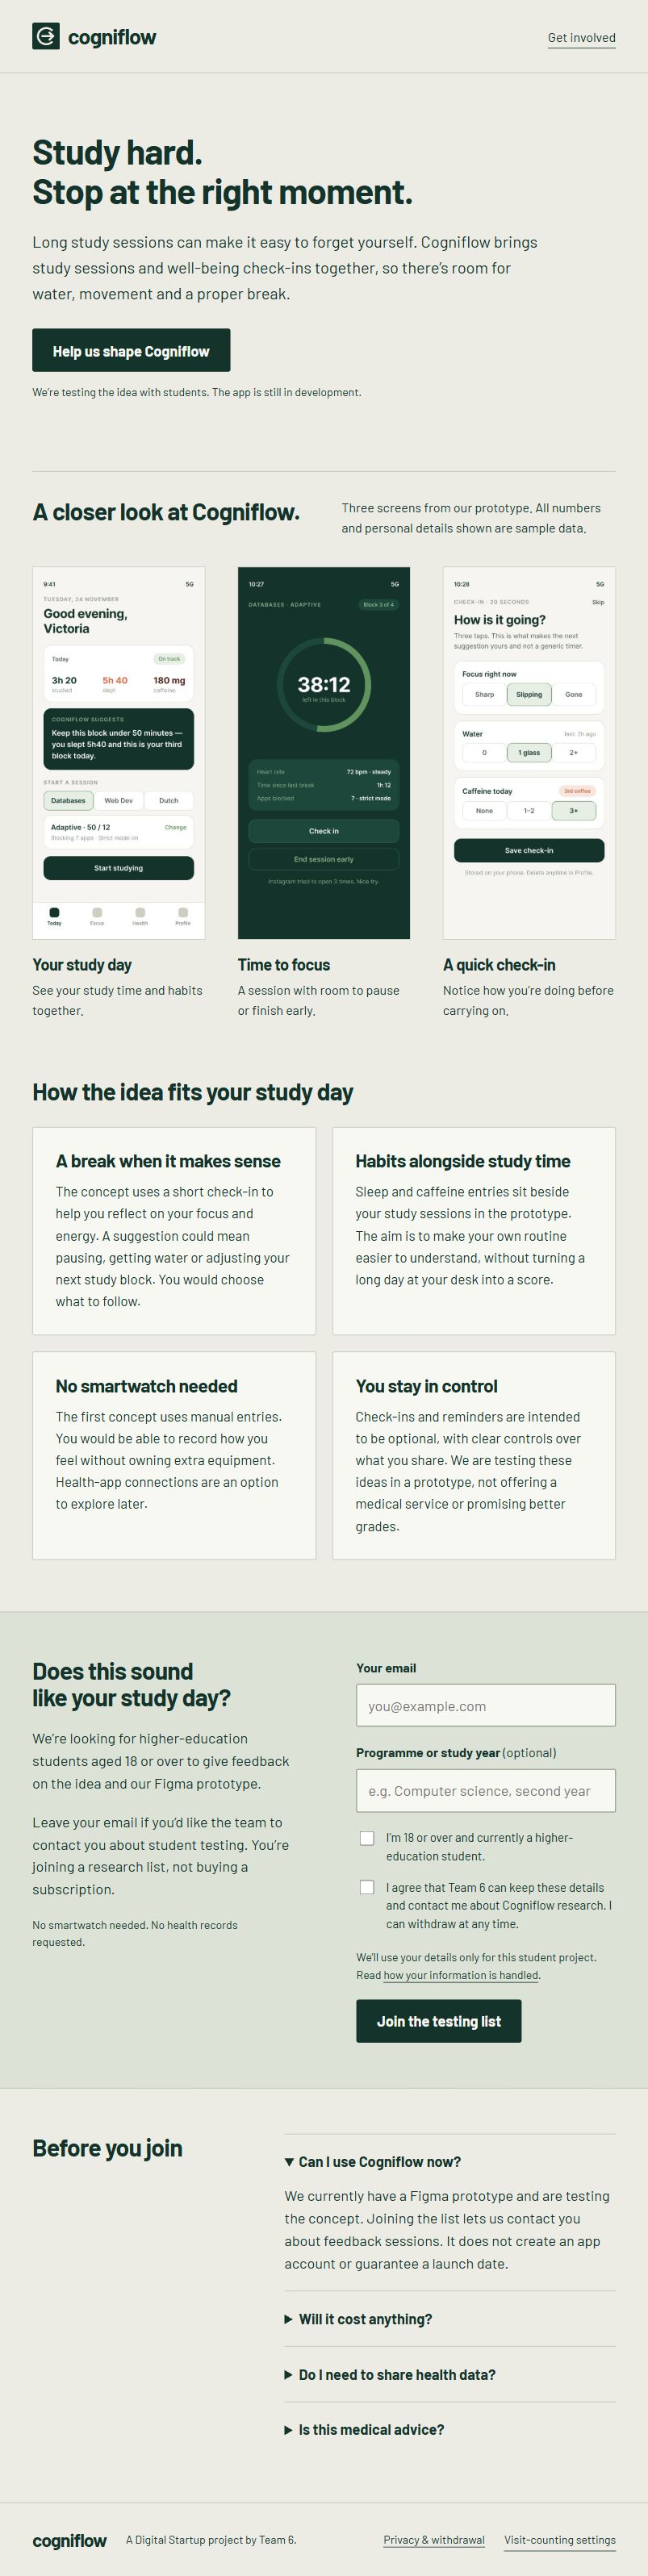 cogniflow
Get involved
Study hard.
Stop at the right moment.
Long study sessions can make it easy to forget yourself. Cogniflow brings
study sessions and well-being check-ins together, so there's room for
water, movement and a proper break.
Help us shape Cogniflow
We're testing the idea with students. The app is still in development.
A closer look at Cogniflow.
Three screens from our prototype. All numbers
and personal details shown are sample data.
9:41
5G
TUESDAY, 24 NOVEMBER
Good evening,
Victoria
Today
On track
3h 20
5h 40
180 mg
studied
slept
caffeine
COGNIFLOW SUGGESTS
Keep this block under 50 minutes —
you slept 5h40 and this is your third
block today.
START A SESSION
Databases
Web Dev
Dutch
Adaptive · 50 / 12
Change
Blocking 7 apps · Strict mode on
Start studying
Today
Focus
Health
Profile
10:27
5G
DATABASES · ADAPTIVE
Block 3 of 4
38:12
left in this block
Heart rate
72 bpm · steady
Time since last break
1h 12
Apps blocked
7 · strict mode
Check in
End session early
Instagram tried to open 3 times. Nice try.
10:28
5G
CHECK-IN · 20 SECONDS
Skip
How is it going?
Three taps. This is what makes the next
suggestion yours and not a generic timer.
Focus right now
Sharp
Slipping
Gone
Water
last: 2h ago
0
1 glass
2+
Caffeine today
3rd coffee
None
1–2
3+
Save check-in
Stored on your phone. Delete anytime in Profile.
Your study day
See your study time and habits
together.
Time to focus
A session with room to pause
or finish early.
A quick check-in
Notice how you're doing before
carrying on.
How the idea fits your study day
A break when it makes sense
The concept uses a short check-in to
help you reflect on your focus and
energy. A suggestion could mean
pausing, getting water or adjusting your
next study block. You would choose
what to follow.
Habits alongside study time
Sleep and caffeine entries sit beside
your study sessions in the prototype.
The aim is to make your own routine
easier to understand, without turning a
long day at your desk into a score.
No smartwatch needed
The first concept uses manual entries.
You would be able to record how you
feel without owning extra equipment.
Health-app connections are an option
to explore later.
You stay in control
Check-ins and reminders are intended
to be optional, with clear controls over
what you share. We are testing these
ideas in a prototype, not offering a
medical service or promising better
grades.
Does this sound
like your study day?
We're looking for higher-education
students aged 18 or over to give feedback
on the idea and our Figma prototype.
Leave your email if you'd like the team to
contact you about student testing. You're
joining a research list, not buying a
subscription.
No smartwatch needed. No health records
requested.
Your email
you@example.com
Programme or study year (optional)
e.g. Computer science, second year
I'm 18 or over and currently a higher-
education student.
I agree that Team 6 can keep these details
and contact me about Cogniflow research. I
can withdraw at any time.
We'll use your details only for this student project.
Read how your information is handled.
Join the testing list
Before you join
Can I use Cogniflow now?
We currently have a Figma prototype and are testing
the concept. Joining the list lets us contact you
about feedback sessions. It does not create an app
account or guarantee a launch date.
Will it cost anything?
Do I need to share health data?
Is this medical advice?
cogniflow
A Digital Startup project by Team 6.
Privacy & withdrawal
Visit-counting settings